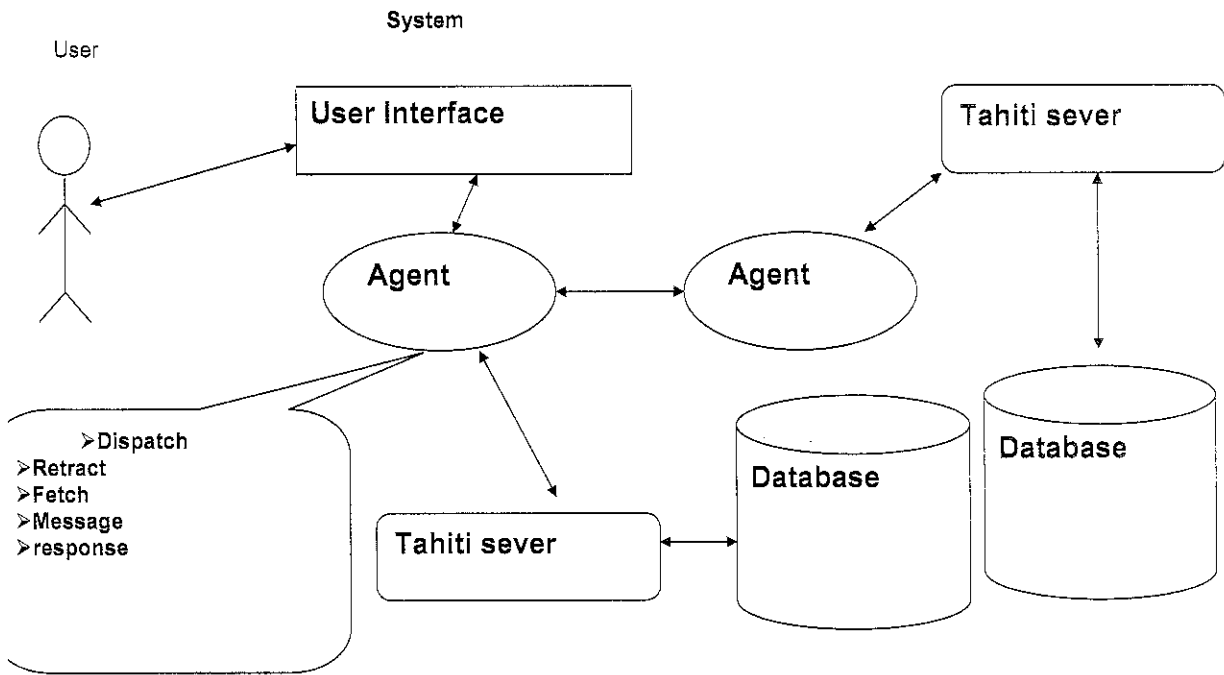 System
User
User Interface
Tahiti sever
Agent
Agent
➢Dispatch
➢Retract
➢Fetch
➢Message
➢response
Database
Database
Tahiti sever